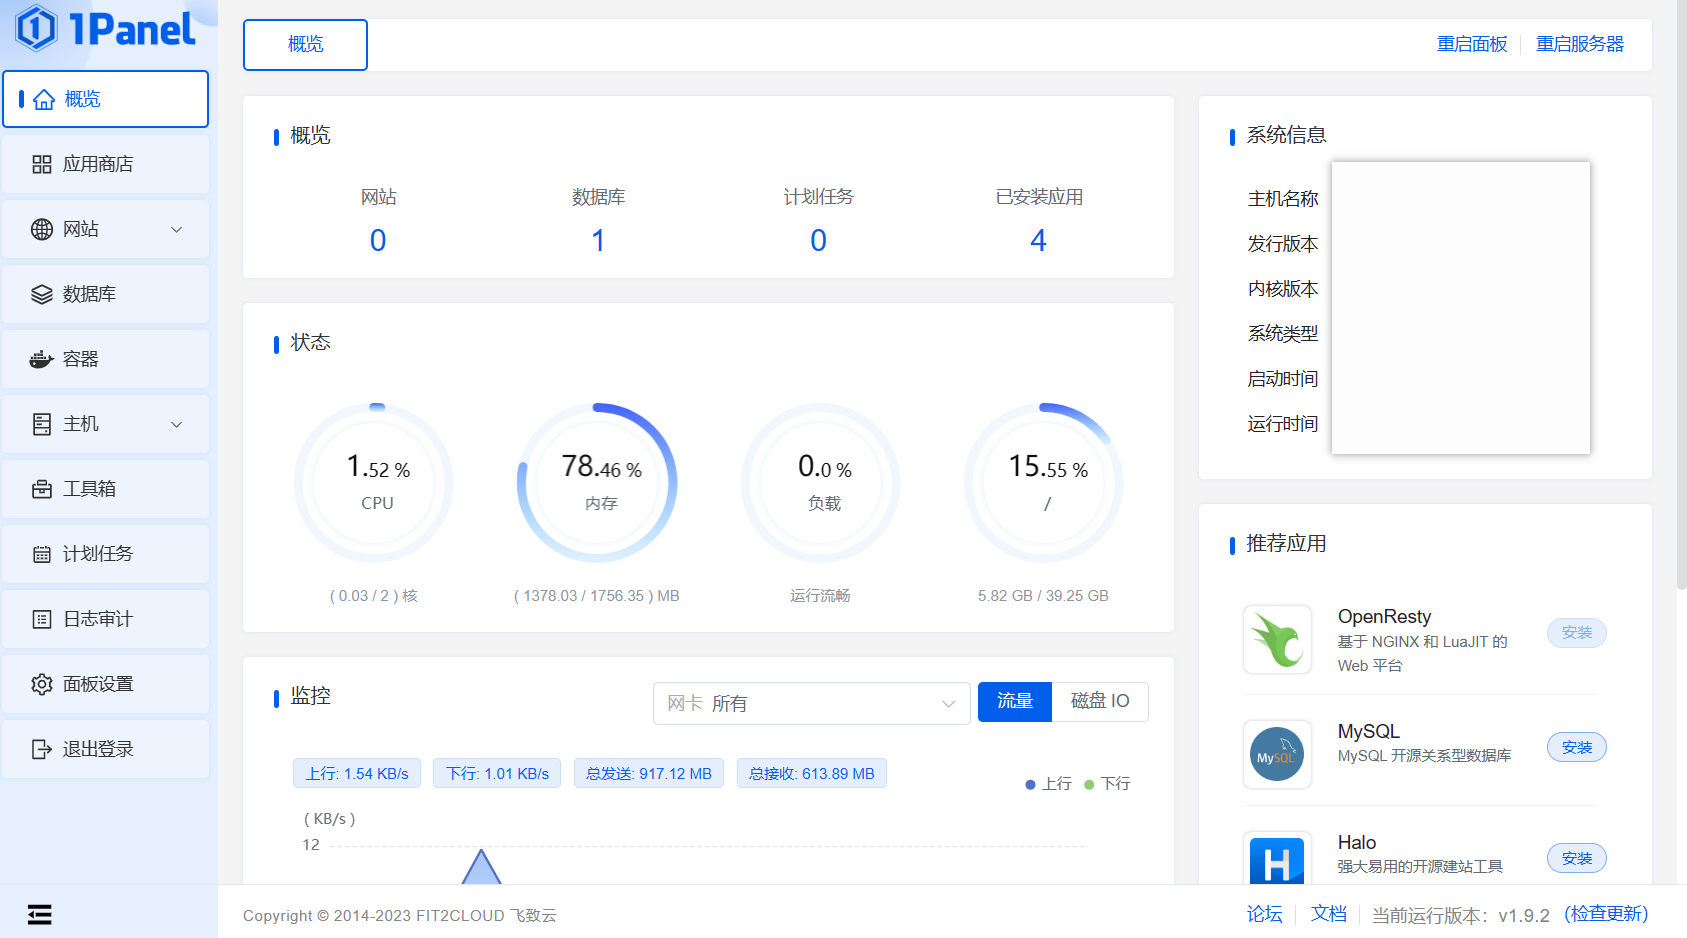 1Panel
概览
应用商店
网站
数据库
容器
主机
工具箱
计划任务
日志审计
面板设置
退出登录
概览
重启面板
重启服务器
概览
网站 数据库 计划任务 已安装应用
0 1 0 4
状态
1.52 % 78.46 % 0.0 % 15.55 %
CPU 内存 负载 /
( 0.03 / 2 ) 核 ( 1378.03 / 1756.35 ) MB 运行流畅 5.82 GB / 39.25 GB
监控
网卡 所有
流量 磁盘 IO
上行: 1.54 KB/s 下行: 1.01 KB/s 总发送: 917.12 MB 总接收: 613.89 MB
上行 下行
( KB/s )
12
系统信息
主机名称
发行版本
内核版本
系统类型
启动时间
运行时间
推荐应用
OpenResty
基于 NGINX 和 LuaJIT 的
Web 平台
安装
MySQL
MySQL
MySQL 开源关系型数据库
安装
H
Halo
强大易用的开源建站工具
安装
Copyright © 2014-2023 FIT2CLOUD 飞致云
论坛 文档 当前运行版本： v1.9.2 (检查更新)